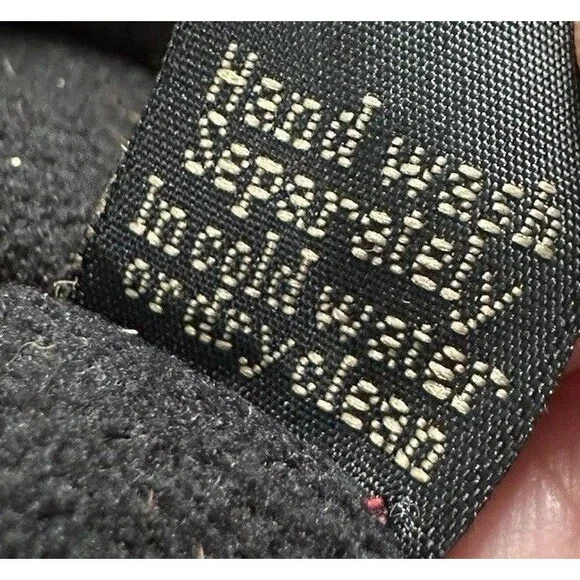 Hand wash
Separately
In cold water
or dry clean